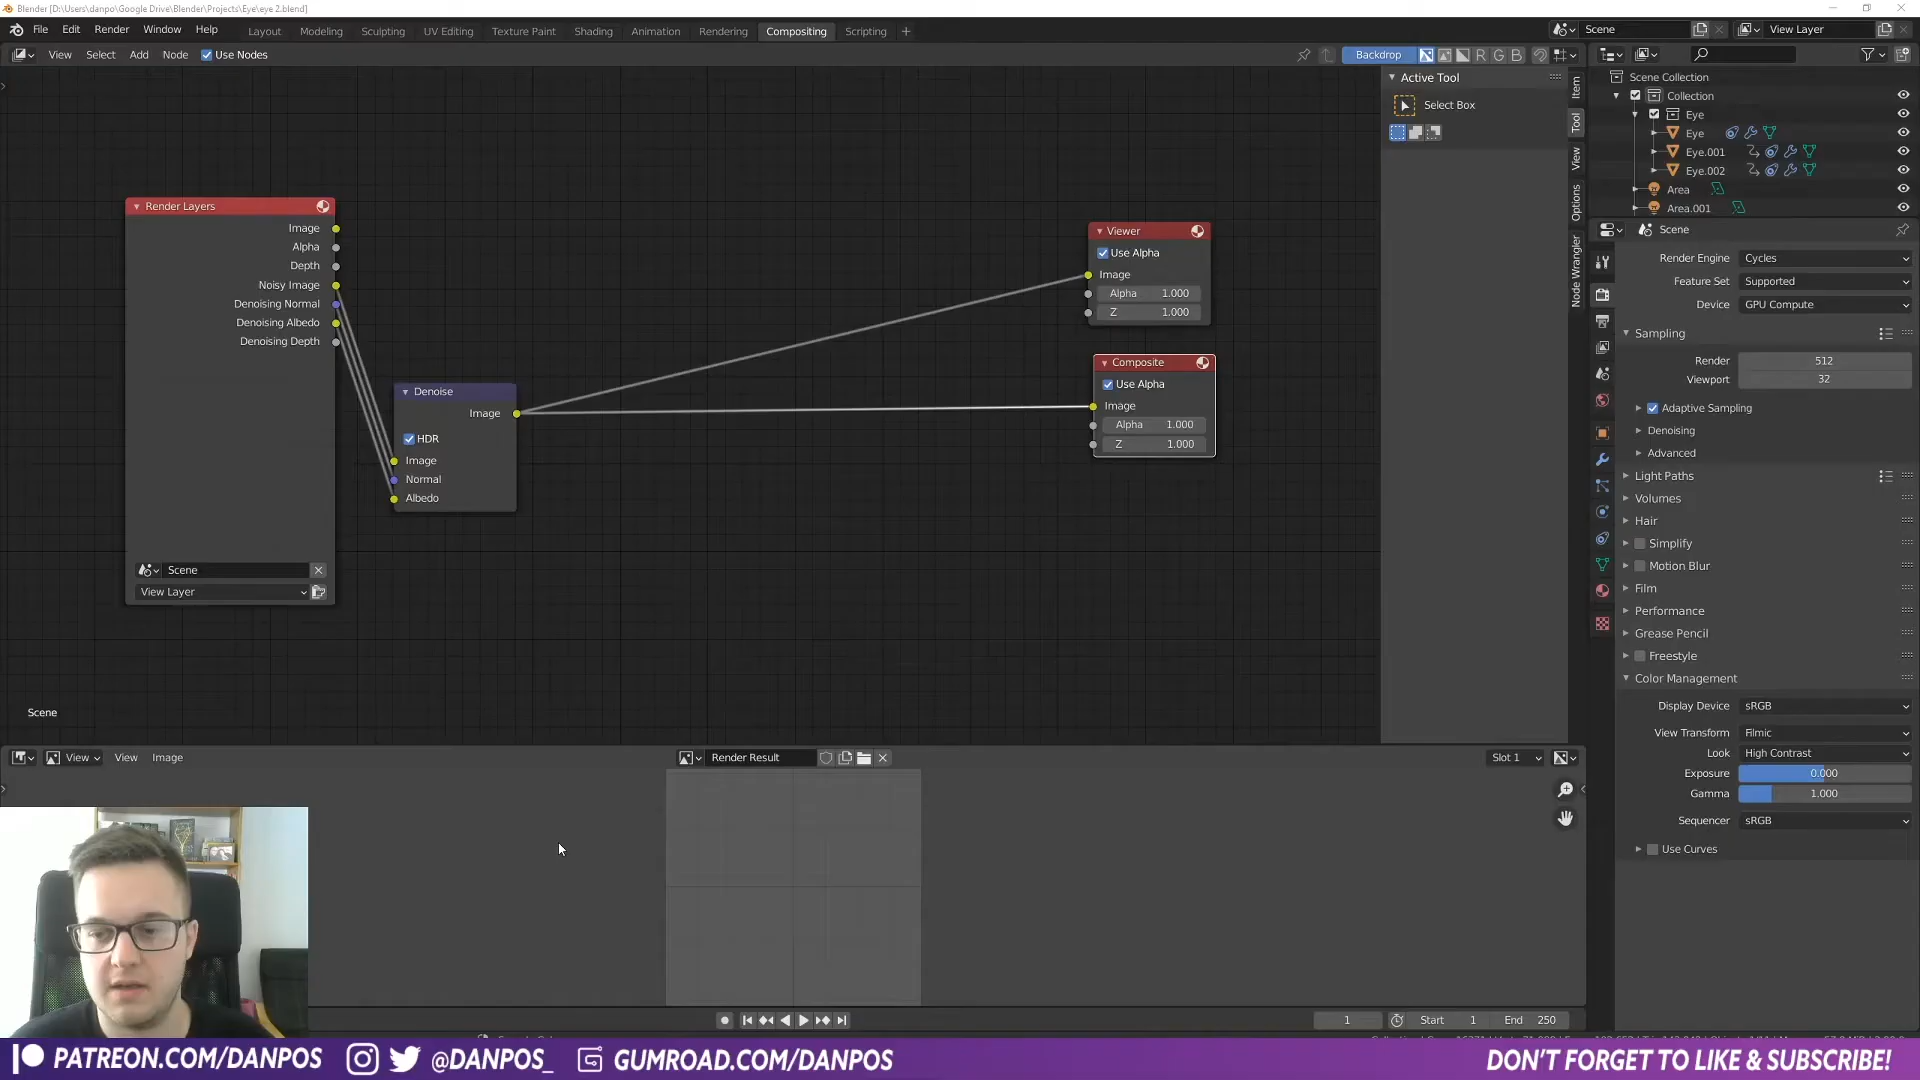 Blender [D:\Users\danpo\Google Drive\Blender\Projects\Eye\eye 2.blend]
File Edit Render Window Help
Layout Modeling Sculpting UV Editing Texture Paint Shading Animation Rendering Compositing Scripting +
Scene
View Layer
View Select Add Node Use Nodes
Backdrop R G B
Active Tool
Select Box
Item
Tool
View
Options
Node Wrangler
Render Layers
Image
Alpha
Depth
Noisy Image
Denoising Normal
Denoising Albedo
Denoising Depth
Scene
View Layer
Denoise
Image
HDR
Image
Normal
Albedo
Viewer
Use Alpha
Image
Alpha 1.000
Z 1.000
Composite
Use Alpha
Image
Alpha 1.000
Z 1.000
Scene
Scene Collection
Collection
Eye
Eye
Eye.001
Eye.002
Area
Area.001
Scene
Render Engine Cycles
Feature Set Supported
Device GPU Compute
Sampling
Render 512
Viewport 32
Adaptive Sampling
Denoising
Advanced
Light Paths
Volumes
Hair
Simplify
Motion Blur
Film
Performance
Grease Pencil
Freestyle
Color Management
Display Device sRGB
View Transform Filmic
Look High Contrast
Exposure 0.000
Gamma 1.000
Sequencer sRGB
Use Curves
View View Image
Render Result
Slot 1
1 Start 1 End 250
PATREON.COM/DANPOS @DANPOS_ GUMROAD.COM/DANPOS DON'T FORGET TO LIKE & SUBSCRIBE!